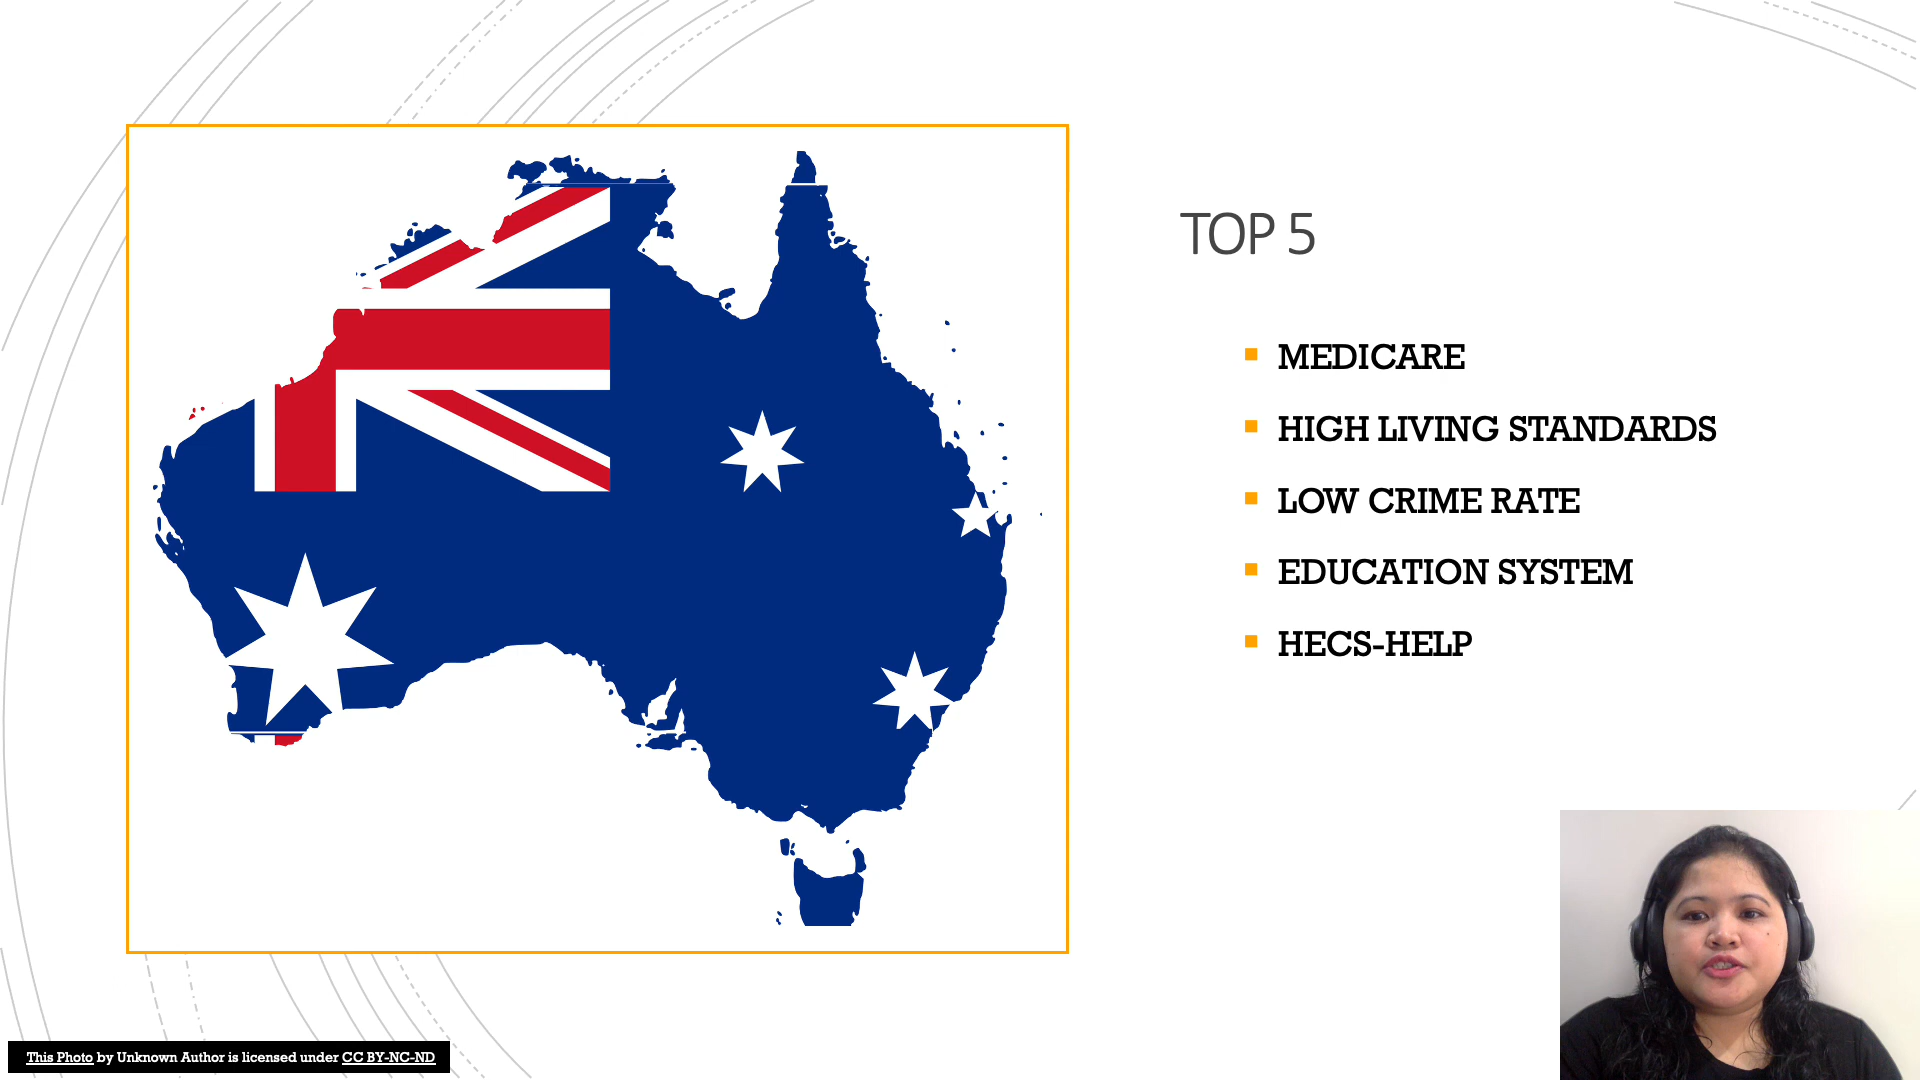 TOP 5
MEDICARE
HIGH LIVING STANDARDS
LOW CRIME RATE
EDUCATION SYSTEM
HECS-HELP
This Photo by Unknown Author is licensed under CC BY-NC-ND